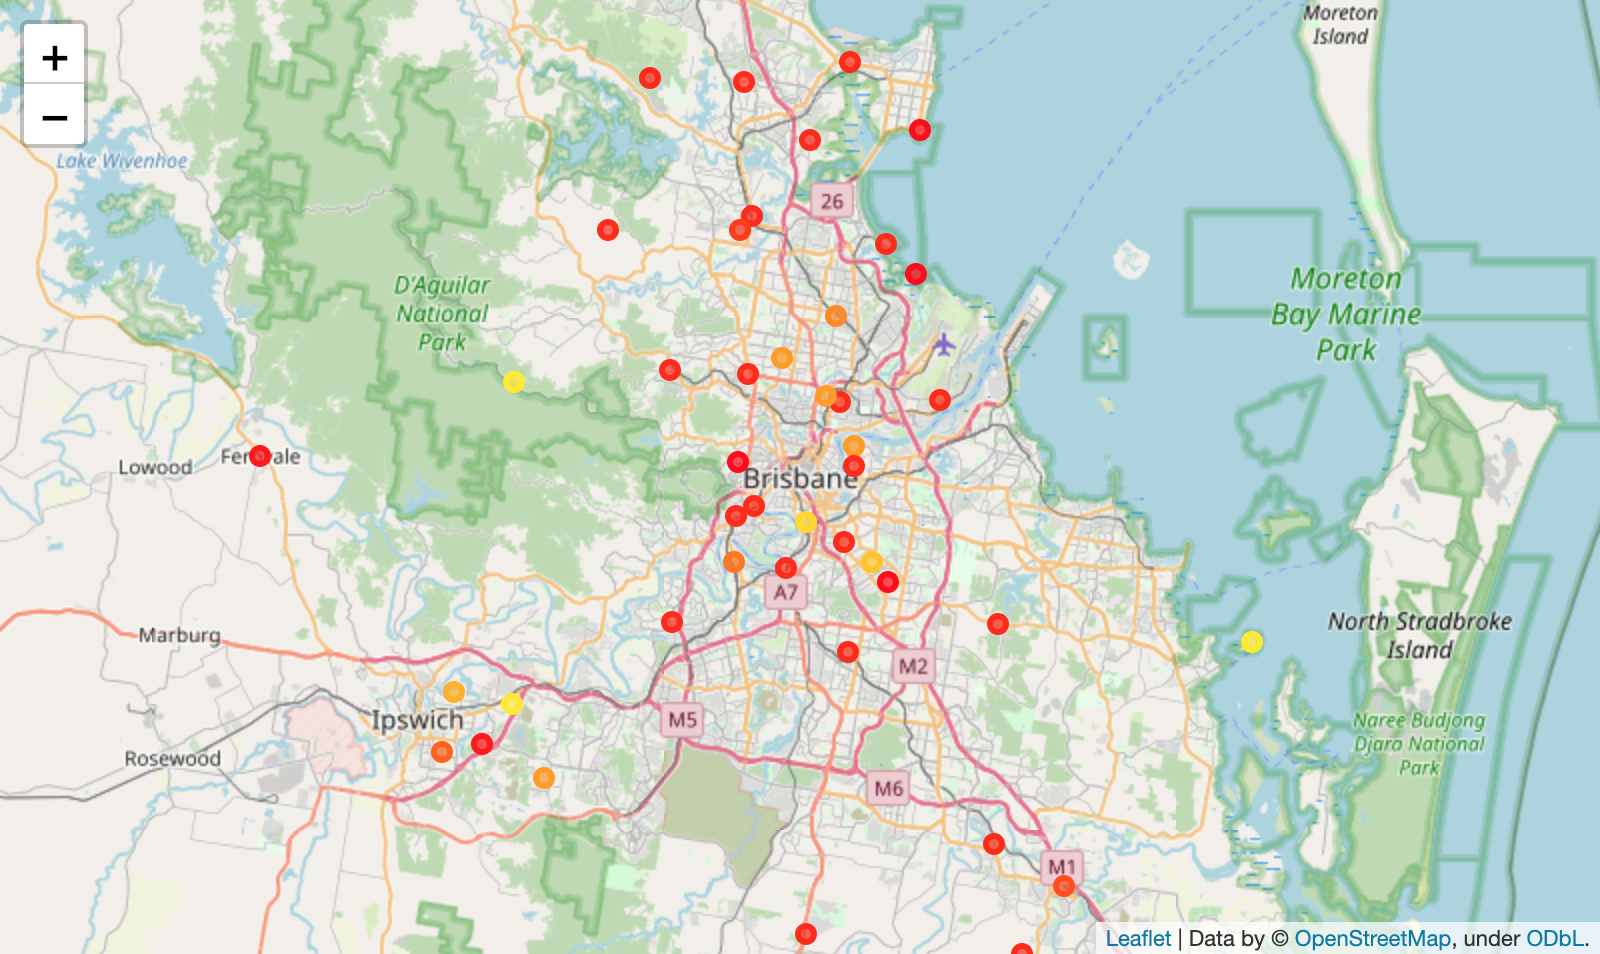 Moreton
Island
+
−
Lake Wivenhoe
26
D'Aguilar
National
Park
Moreton
Bay Marine
Park
Lowood
Brisbane
A7
Marburg
North Stradbroke
Island
M2
Ipswich
M5
Rosewood
Naree Budjong
Djara National
Park
M6
M1
Leaflet | Data by © OpenStreetMap, under ODbL.